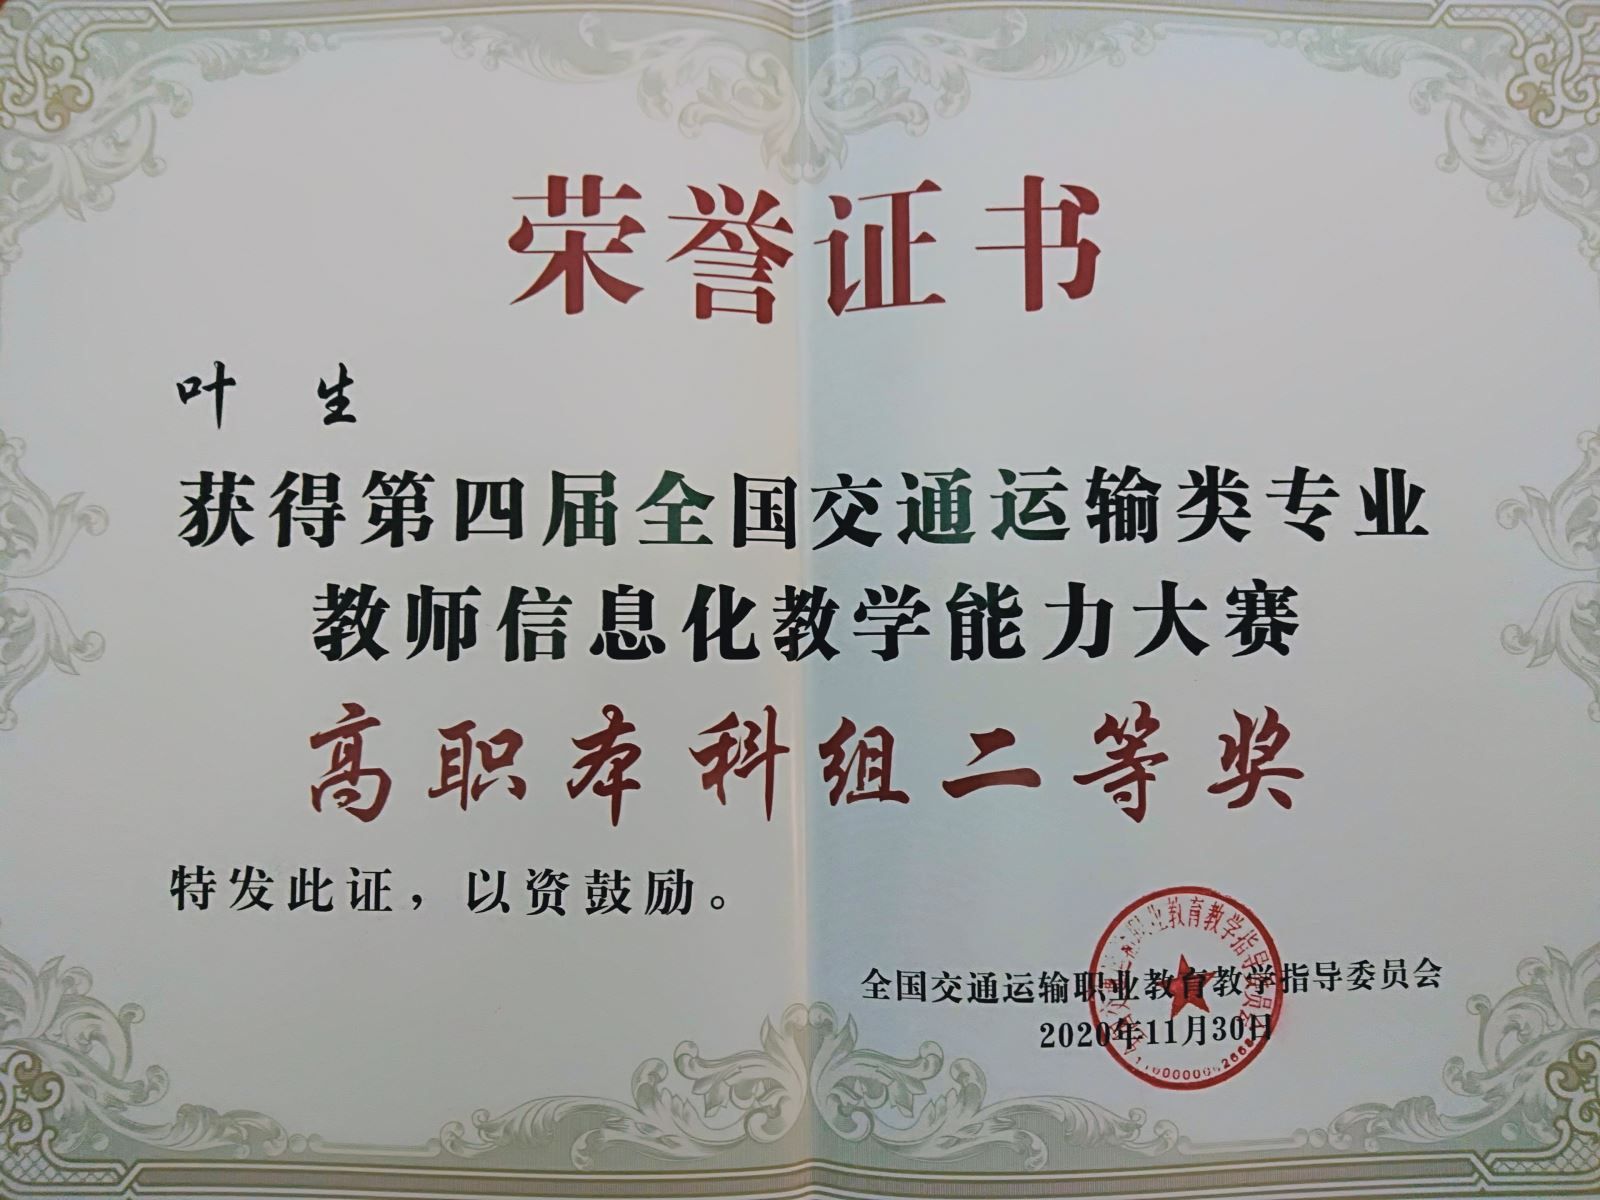 荣誉证书
叶 生
获得第四届全国交通运输类专业
教师信息化教学能力大赛
高职本科组二等奖
特发此证，以资鼓励。
全国交通运输职业教育教学指导委员会
2020年11月30日